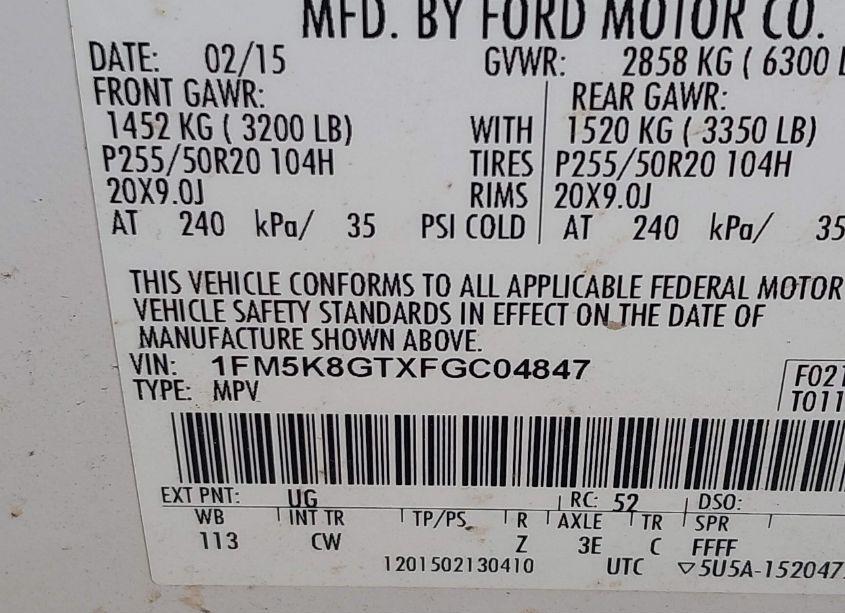 MFD. BY FORD MOTOR CO.
DATE: 02/15 GVWR: 2858 KG ( 6300 L
FRONT GAWR: REAR GAWR:
1452 KG ( 3200 LB) WITH 1520 KG ( 3350 LB)
P255/50R20 104H TIRES P255/50R20 104H
20X9.0J RIMS 20X9.0J
AT 240 kPa/ 35 PSI COLD AT 240 kPa/ 35
THIS VEHICLE CONFORMS TO ALL APPLICABLE FEDERAL MOTOR
VEHICLE SAFETY STANDARDS IN EFFECT ON THE DATE OF
MANUFACTURE SHOWN ABOVE.
VIN: 1FM5K8GTXFGC04847 F021
TYPE: MPV T011
EXT PNT: UG RC: 52 DSO:
WB INT TR TP/PS R AXLE TR SPR
113 CW Z 3E C FFFF
1201502130410 UTC ▽5U5A-152047